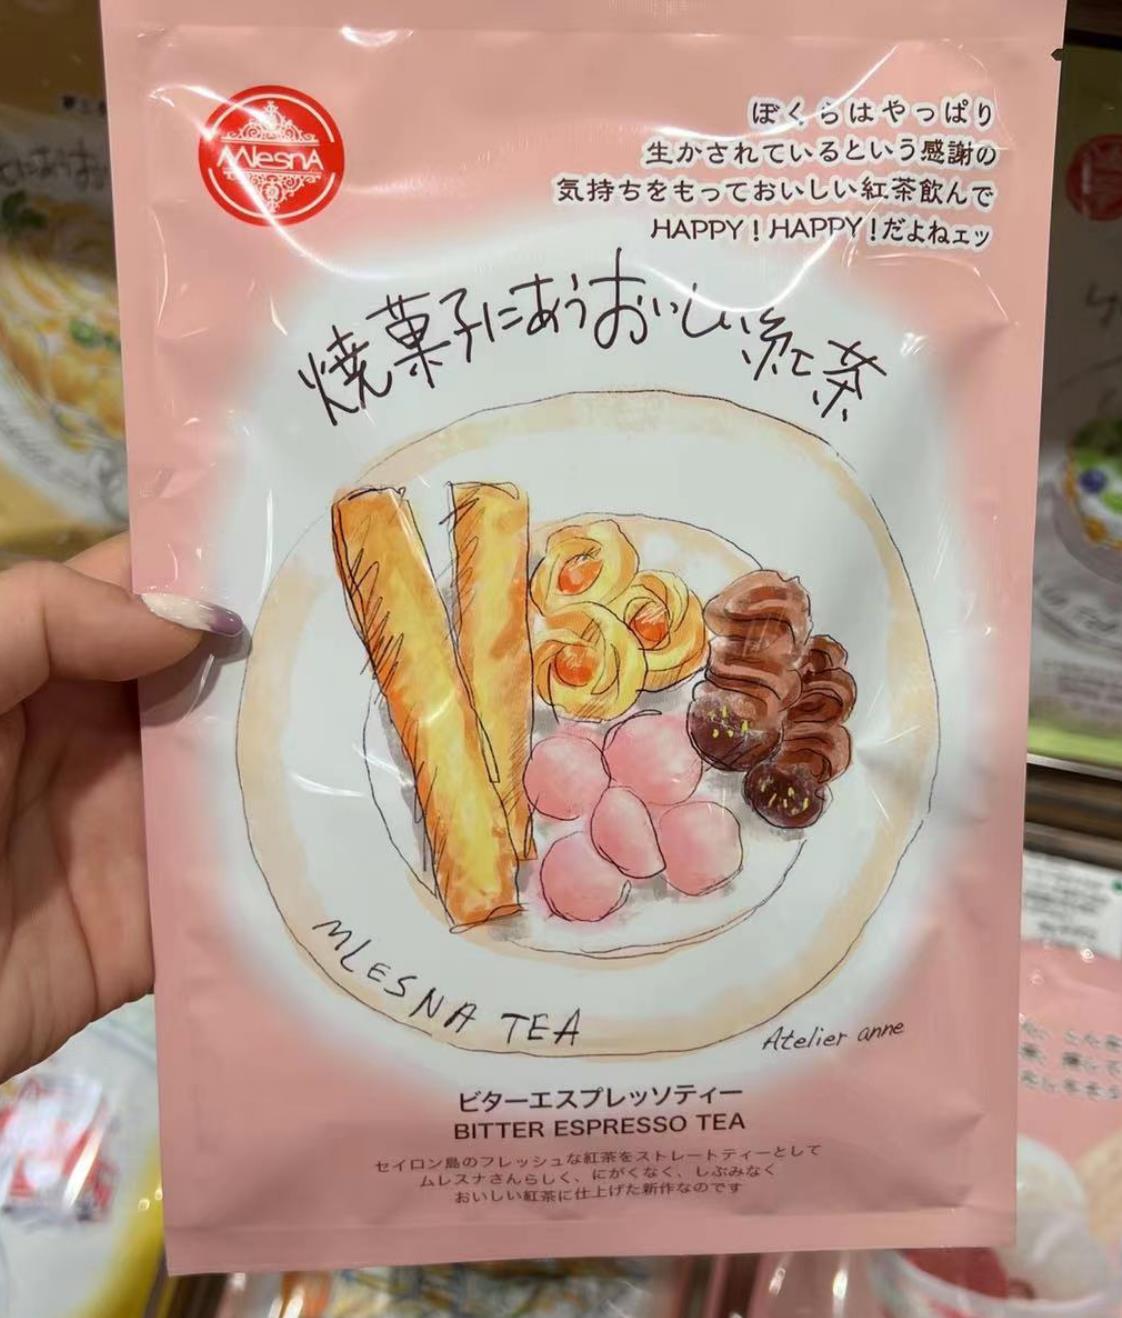 MlesnA
ぼくらはやっぱり
生かされているという感謝の
気持ちをもっておいしい紅茶飲んで
HAPPY!HAPPY!だよねェッ
焼菓子にあうおいしい紅茶
MLESNA TEA
Atelier anne
ビターエスプレッソティー
BITTER ESPRESSO TEA
セイロン島のフレッシュな紅茶をストレートティーとして
ムレスナさんらしく、にがくなく、しぶみなく
おいしい紅茶に仕上げた新作なのです